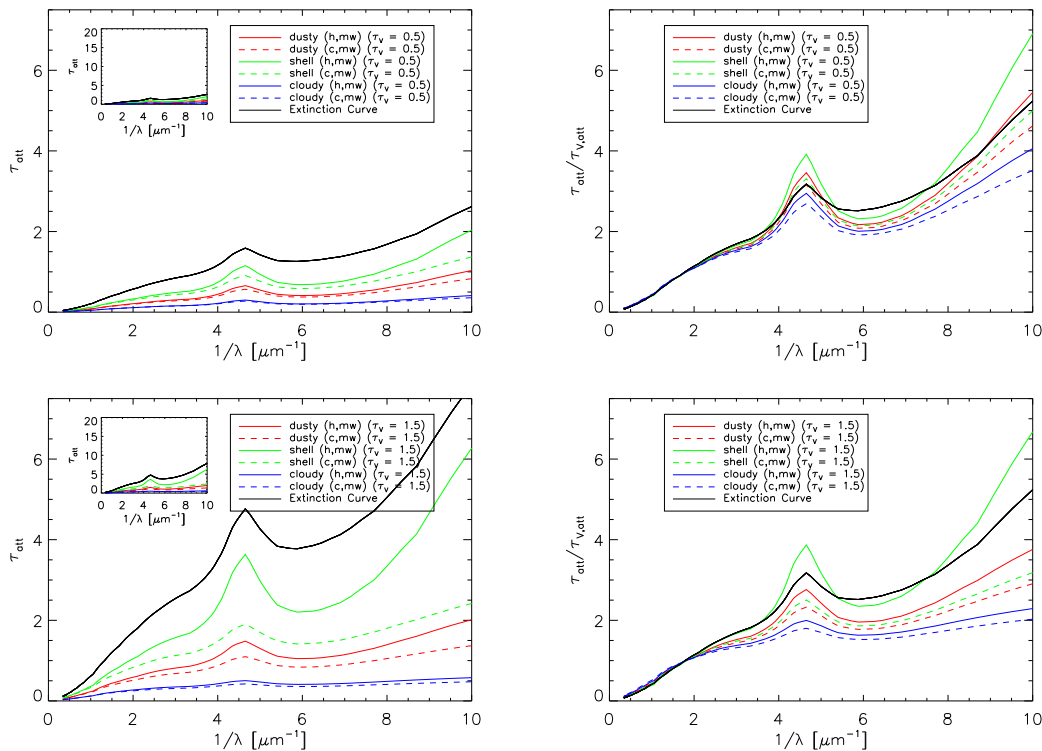 20
15
10
5
0
τatt
0 2 4 6 8 10
1/λ [μm⁻¹]
dusty (h,mw) (τV = 0.5)
dusty (c,mw) (τV = 0.5)
shell (h,mw) (τV = 0.5)
shell (c,mw) (τV = 0.5)
cloudy (h,mw) (τV = 0.5)
cloudy (c,mw) (τV = 0.5)
Extinction Curve
6
4
2
0
τatt
0 2 4 6 8 10
1/λ [μm⁻¹]
dusty (h,mw) (τV = 0.5)
dusty (c,mw) (τV = 0.5)
shell (h,mw) (τV = 0.5)
shell (c,mw) (τV = 0.5)
cloudy (h,mw) (τV = 0.5)
cloudy (c,mw) (τV = 0.5)
Extinction Curve
6
4
2
0
τatt/τV,att
0 2 4 6 8 10
1/λ [μm⁻¹]
20
15
10
5
0
τatt
0 2 4 6 8 10
1/λ [μm⁻¹]
dusty (h,mw) (τV = 1.5)
dusty (c,mw) (τV = 1.5)
shell (h,mw) (τV = 1.5)
shell (c,mw) (τV = 1.5)
cloudy (h,mw) (τV = 1.5)
cloudy (c,mw) (τV = 1.5)
Extinction Curve
6
4
2
0
τatt
0 2 4 6 8 10
1/λ [μm⁻¹]
dusty (h,mw) (τV = 1.5)
dusty (c,mw) (τV = 1.5)
shell (h,mw) (τV = 1.5)
shell (c,mw) (τV = 1.5)
cloudy (h,mw) (τV = 1.5)
cloudy (c,mw) (τV = 1.5)
Extinction Curve
6
4
2
0
τatt/τV,att
0 2 4 6 8 10
1/λ [μm⁻¹]